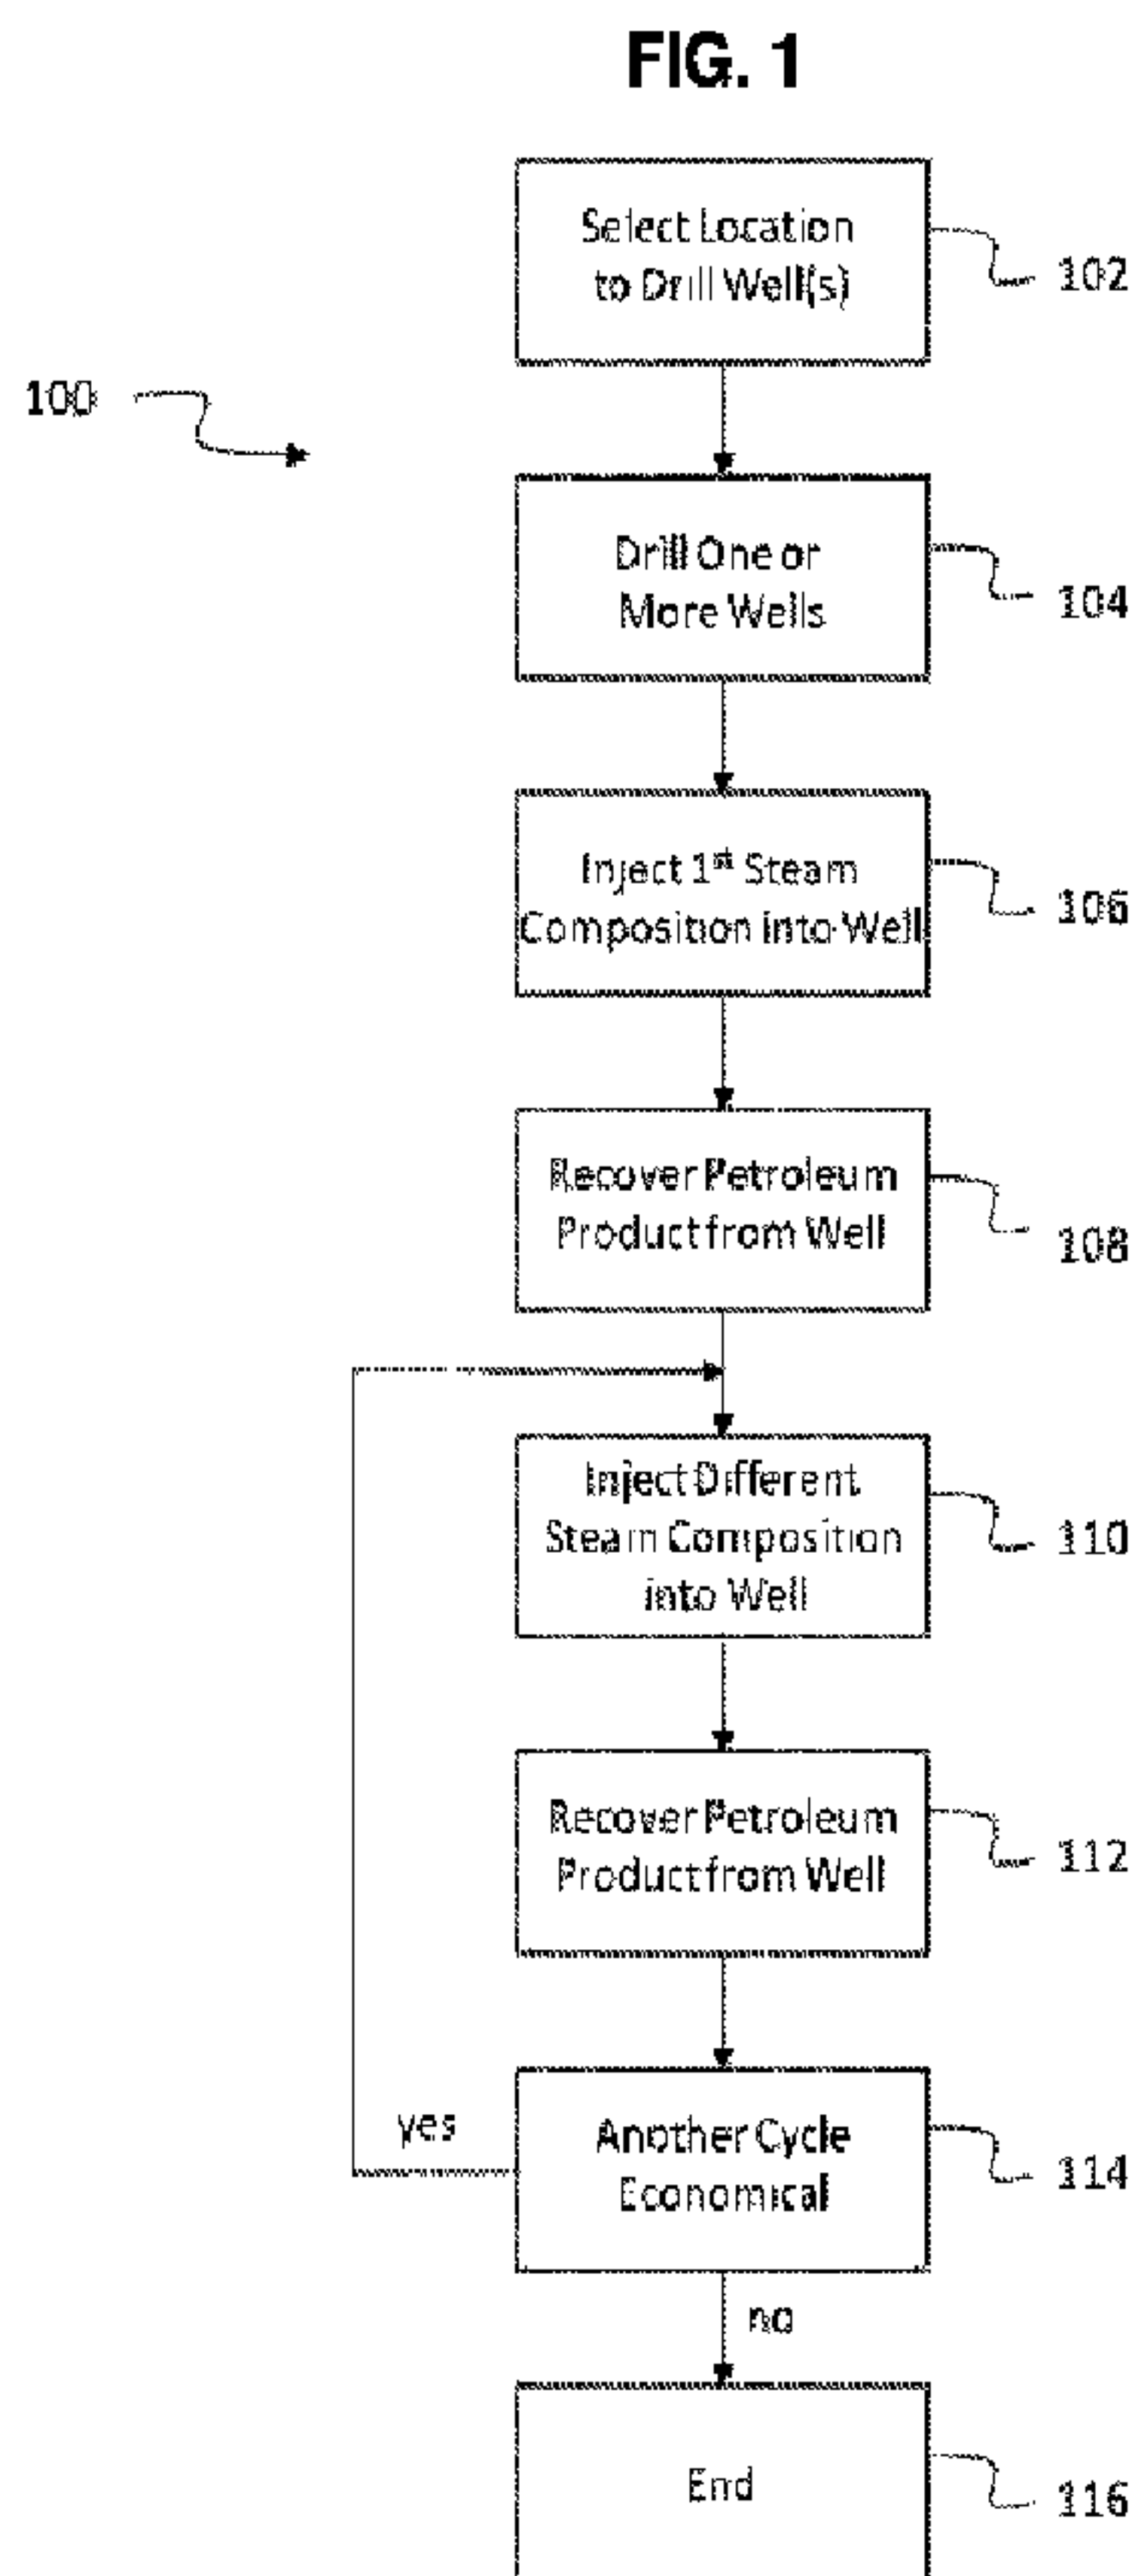 FIG. 1
Select Location
to Drill Well(s)
102
100
Drill One or
More Wells
104
Inject 1st Steam
Composition into Well
106
Recover Petroleum
Product from Well
108
Inject Different
Steam Composition
into Well
110
Recover Petroleum
Product from Well
112
yes
Another Cycle
Economical
114
no
End
116